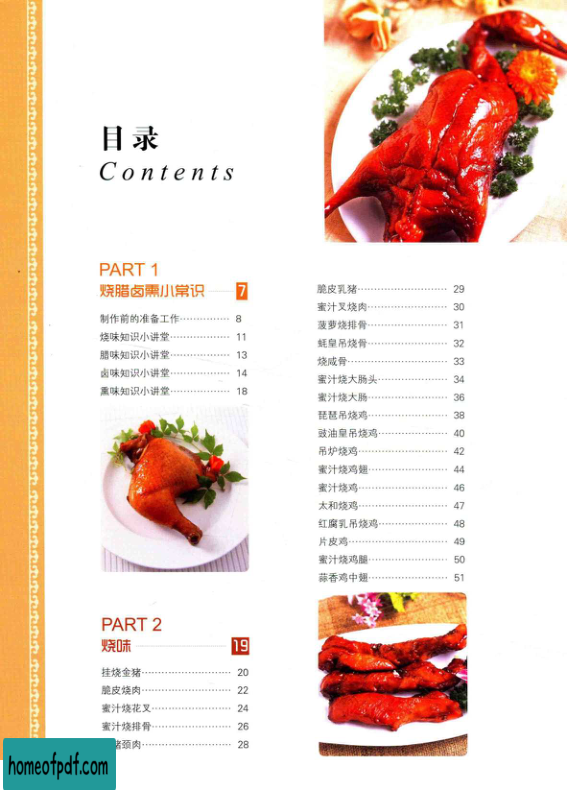 目录
Contents
PART 1
烧腊卤熏小常识 7
制作前的准备工作 8
烧味知识小讲堂 11
腊味知识小讲堂 13
卤味知识小讲堂 14
熏味知识小讲堂 18
PART 2
烧味 19
挂烧金猪 20
脆皮烧肉 22
蜜汁烧花叉 24
蜜汁烧排骨 26
猪颈肉 28
脆皮乳猪 29
蜜汁叉烧肉 30
菠萝烧排骨 31
蚝皇吊烧骨 32
烧咸骨 33
蜜汁烧大肠头 34
蜜汁烧大肠 36
琵琶吊烧鸡 38
豉油皇吊烧鸡 40
吊炉烧鸡 42
蜜汁烧鸡翅 44
蜜汁烧鸡 46
太和烧鸡 47
红腐乳吊烧鸡 48
片皮鸡 49
蜜汁烧鸡腿 50
蒜香鸡中翅 51
homeofpdf.com